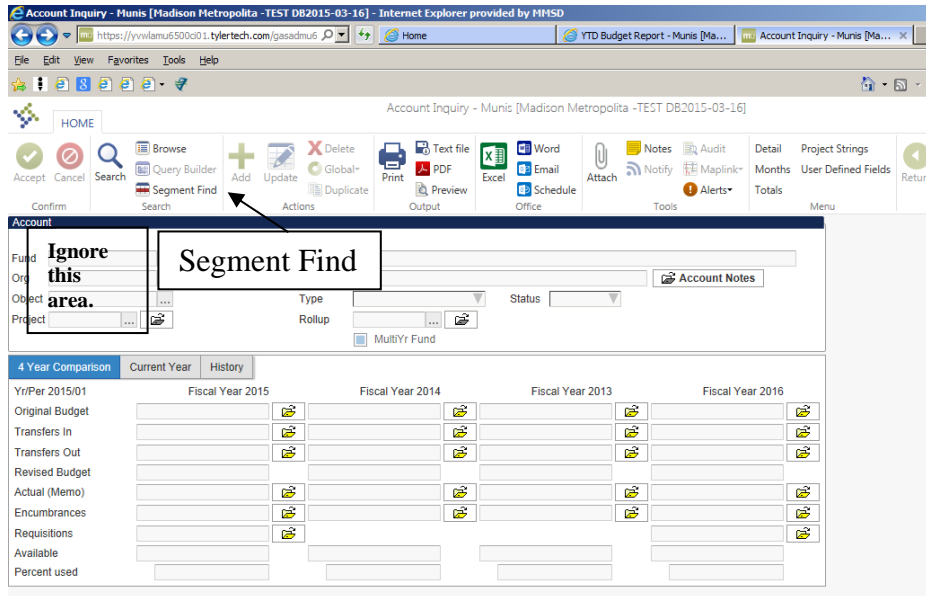 Account Inquiry - Munis [Madison Metropolita -TEST DB2015-03-16] - Internet Explorer provided by MMSD
https://yvwlamu6500ci01.tylertech.com/gasadmu6
Home
YTD Budget Report - Munis [Ma...
Account Inquiry - Munis [Ma...
File Edit View Favorites Tools Help
Account Inquiry - Munis [Madison Metropolita -TEST DB2015-03-16]
HOME
Accept Cancel Search
Browse
Query Builder
Segment Find
Add Update
Delete
Global
Duplicate
Print
Text file
PDF
Preview
Excel
Word
Email
Schedule
Attach
Notes
Notify
Audit
Maplink
Alerts
Detail
Months
Totals
Project Strings
User Defined Fields
Retur
Confirm Search Actions Output Office Tools Menu
Account
Ignore
this
area.
Segment Find
Fund
Org
Account Notes
Object ... Type Status
Project ... Rollup ...
MultiYr Fund
4 Year Comparison Current Year History
Yr/Per 2015/01 Fiscal Year 2015 Fiscal Year 2014 Fiscal Year 2013 Fiscal Year 2016
Original Budget
Transfers In
Transfers Out
Revised Budget
Actual (Memo)
Encumbrances
Requisitions
Available
Percent used